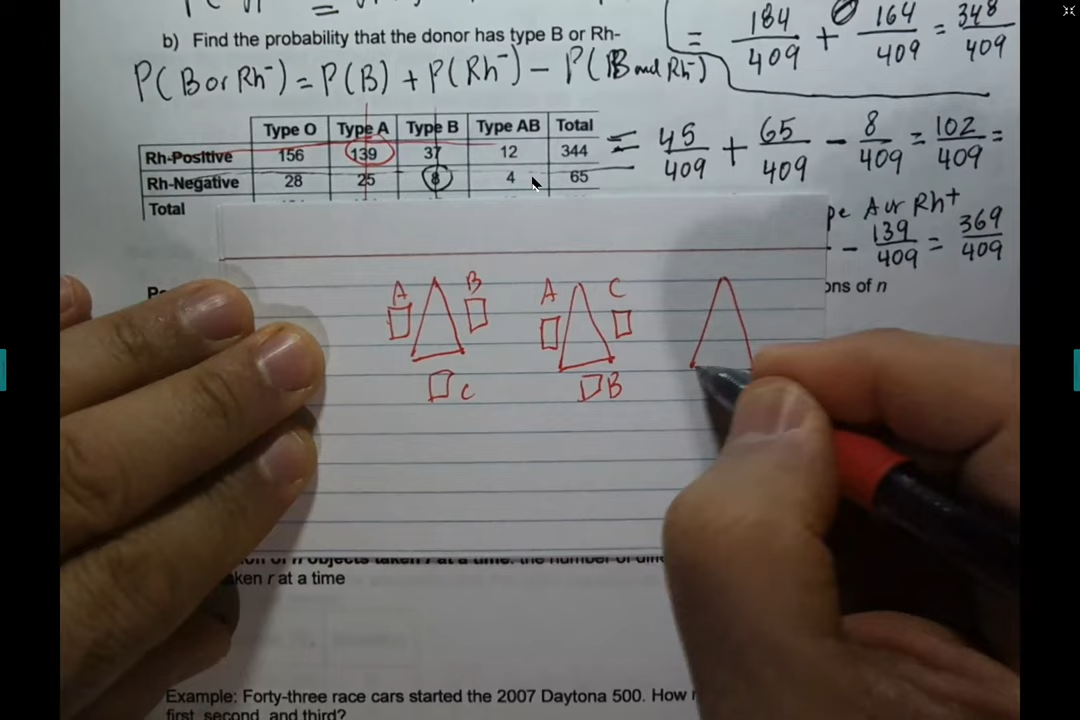 = 184/409 + 164/409 = 348/409
b) Find the probability that the donor has type B or Rh-
P(B or Rh⁻) = P(B) + P(Rh⁻) - P(B and Rh⁻)
Type O Type A Type B Type AB Total
Rh-Positive 156 139 37 12 344
Rh-Negative 28 25 8 4 65
Total
= 45/409 + 65/409 - 8/409 = 102/409 =
pe A or Rh⁺
- 139/409 = 369/409
ons of n
A B A C
C B
aken r at a time
Example: Forty-three race cars started the 2007 Daytona 500. How
first, second, and third?